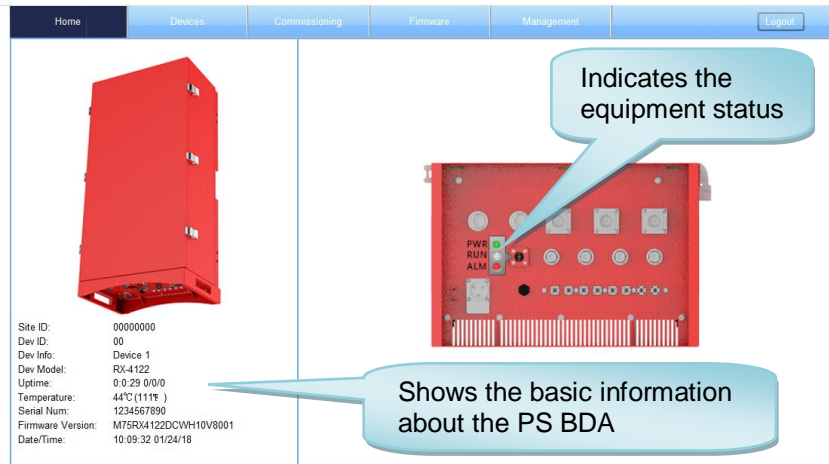 Home Devices Commissioning Firmware Management Logout
Indicates the
equipment status
PWR
RUN
ALM
Site ID: 00000000
Dev ID: 00
Dev Info: Device 1
Dev Model: RX-4122
Uptime: 0:0:29 0/0/0
Temperature: 44℃(111℉ )
Serial Num: 1234567890
Firmware Version: M75RX4122DCWH10V8001
Date/Time: 10:09:32 01/24/18
Shows the basic information
about the PS BDA